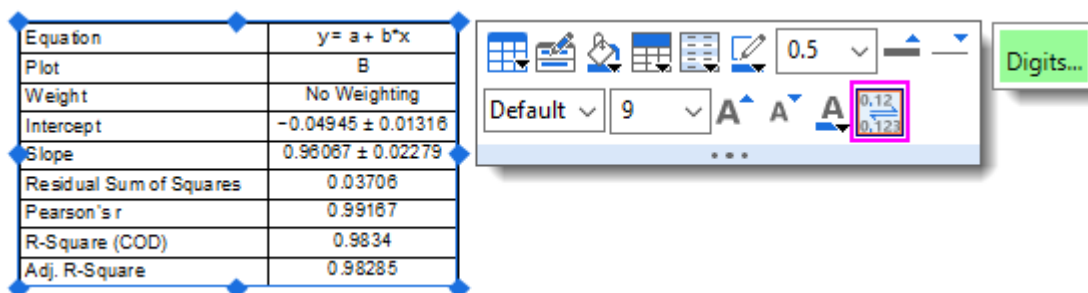 Equation y = a + b*x
Plot B
Weight No Weighting
Intercept −0.04945 ± 0.01316
Slope 0.96067 ± 0.02279
Residual Sum of Squares 0.03706
Pearson's r 0.99167
R-Square (COD) 0.9834
Adj. R-Square 0.98285
0.5
Default 9 A A A 0.12 0.123
Digits...